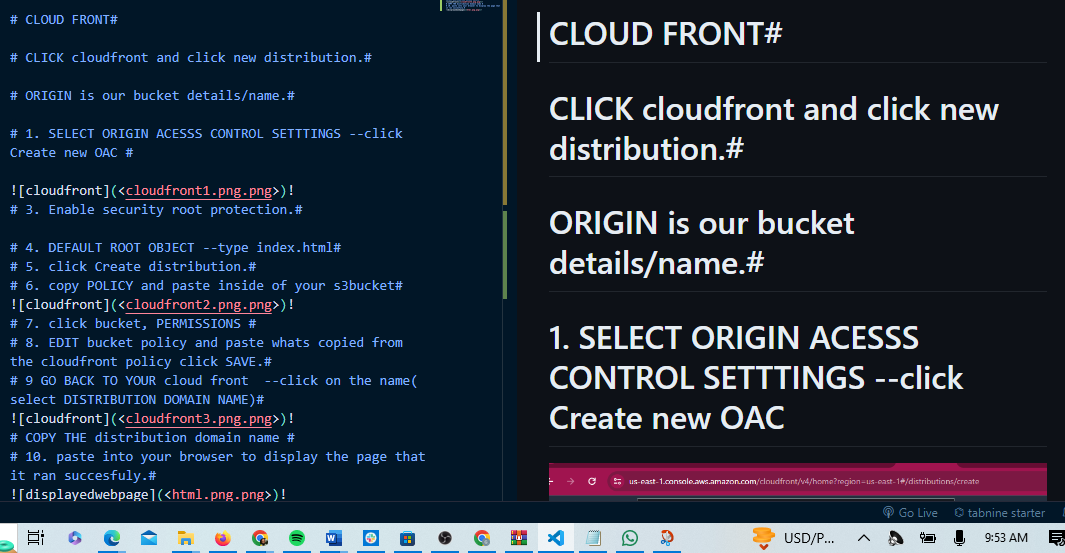 # CLOUD FRONT#
# CLICK cloudfront and click new distribution.#
# ORIGIN is our bucket details/name.#
# 1. SELECT ORIGIN ACESSS CONTROL SETTTINGS --click
Create new OAC #
![cloudfront](<cloudfront1.png.png>)!
# 3. Enable security root protection.#
# 4. DEFAULT ROOT OBJECT --type index.html#
# 5. click Create distribution.#
# 6. copy POLICY and paste inside of your s3bucket#
![cloudfront](<cloudfront2.png.png>)!
# 7. click bucket, PERMISSIONS #
# 8. EDIT bucket policy and paste whats copied from
the cloudfront policy click SAVE.#
# 9 GO BACK TO YOUR cloud front  --click on the name(
select DISTRIBUTION DOMAIN NAME)#
![cloudfront](<cloudfront3.png.png>)!
# COPY THE distribution domain name #
# 10. paste into your browser to display the page that
it ran succesfuly.#
![displayedwebpage](<html.png.png>)!
CLOUD FRONT#
CLICK cloudfront and click new
distribution.#
ORIGIN is our bucket
details/name.#
1. SELECT ORIGIN ACESSS
CONTROL SETTTINGS --click
Create new OAC
us-east-1.console.aws.amazon.com/cloudfront/v4/home?region=us-east-1#/distributions/create
Go Live
tabnine starter
USD/P...
9:53 AM